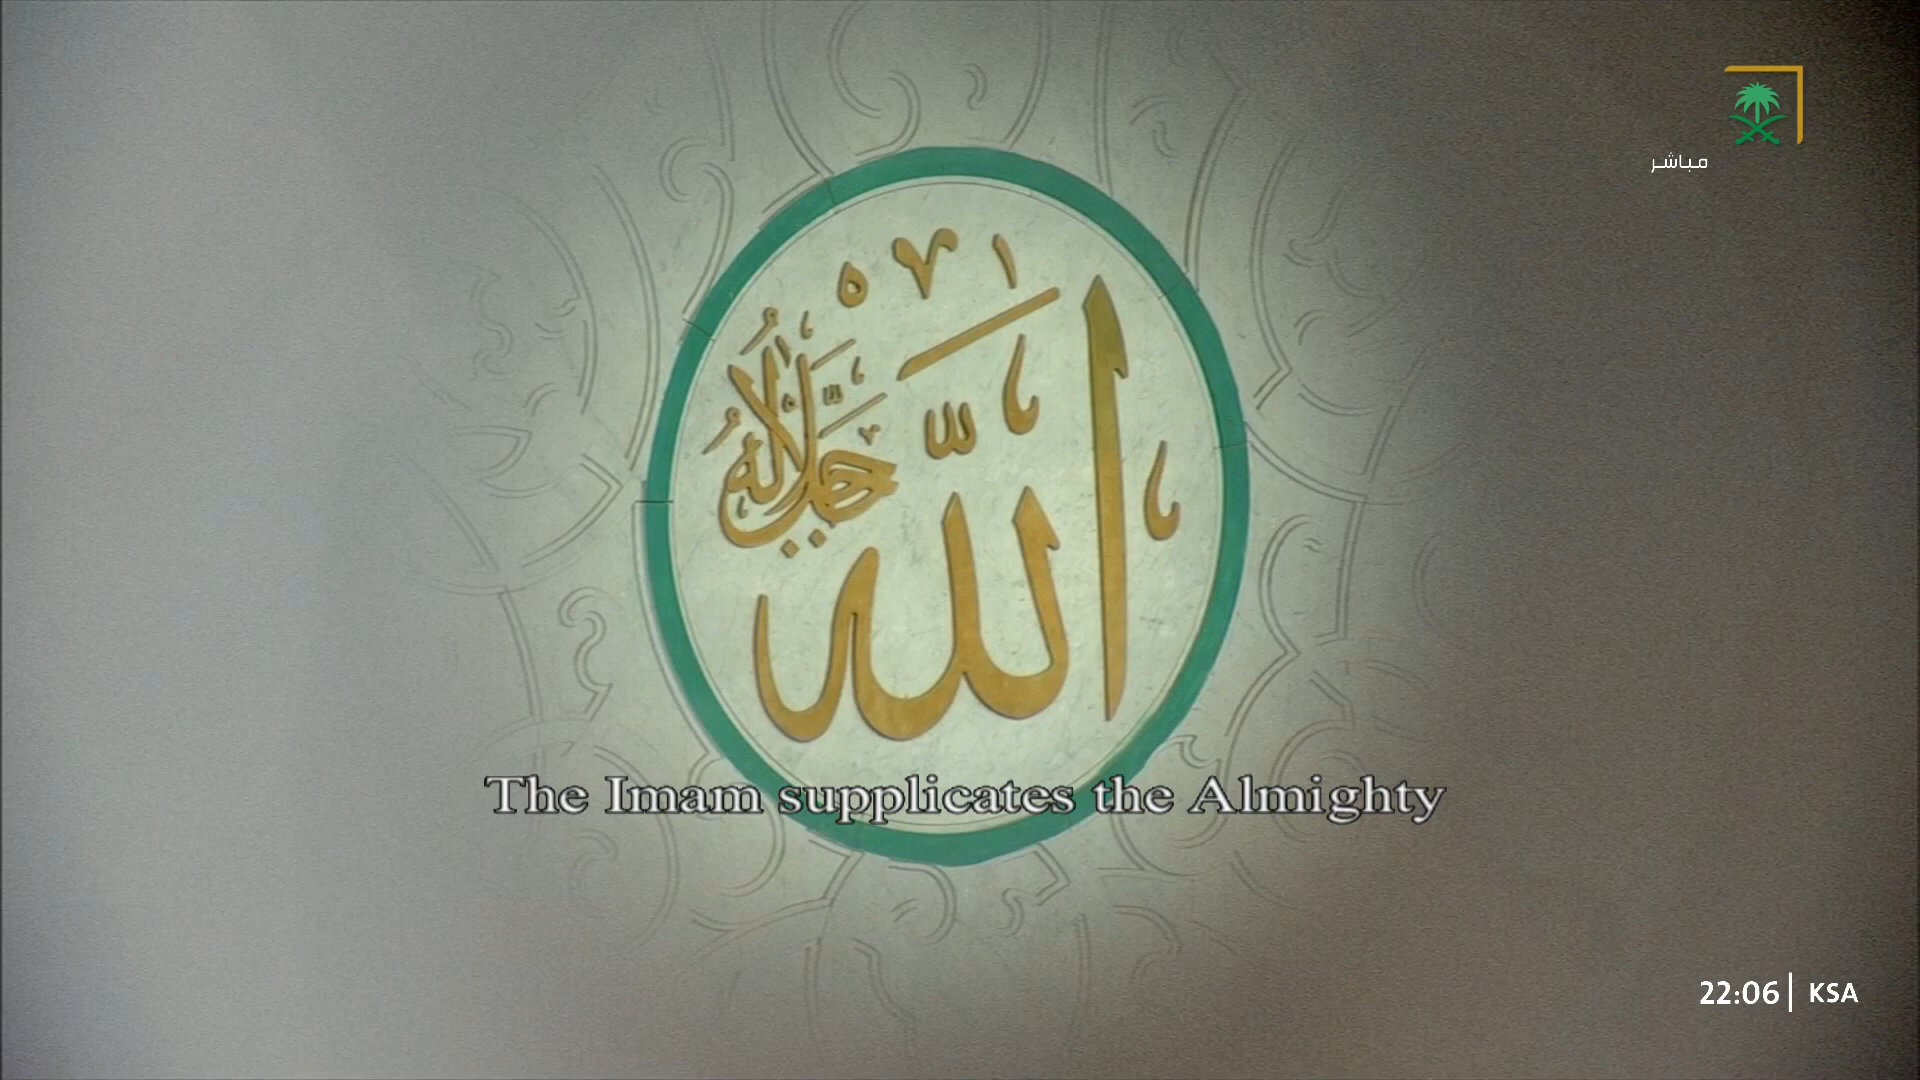 مباشر
الله
جل جلاله
The Imam supplicates the Almighty
22:06 | KSA